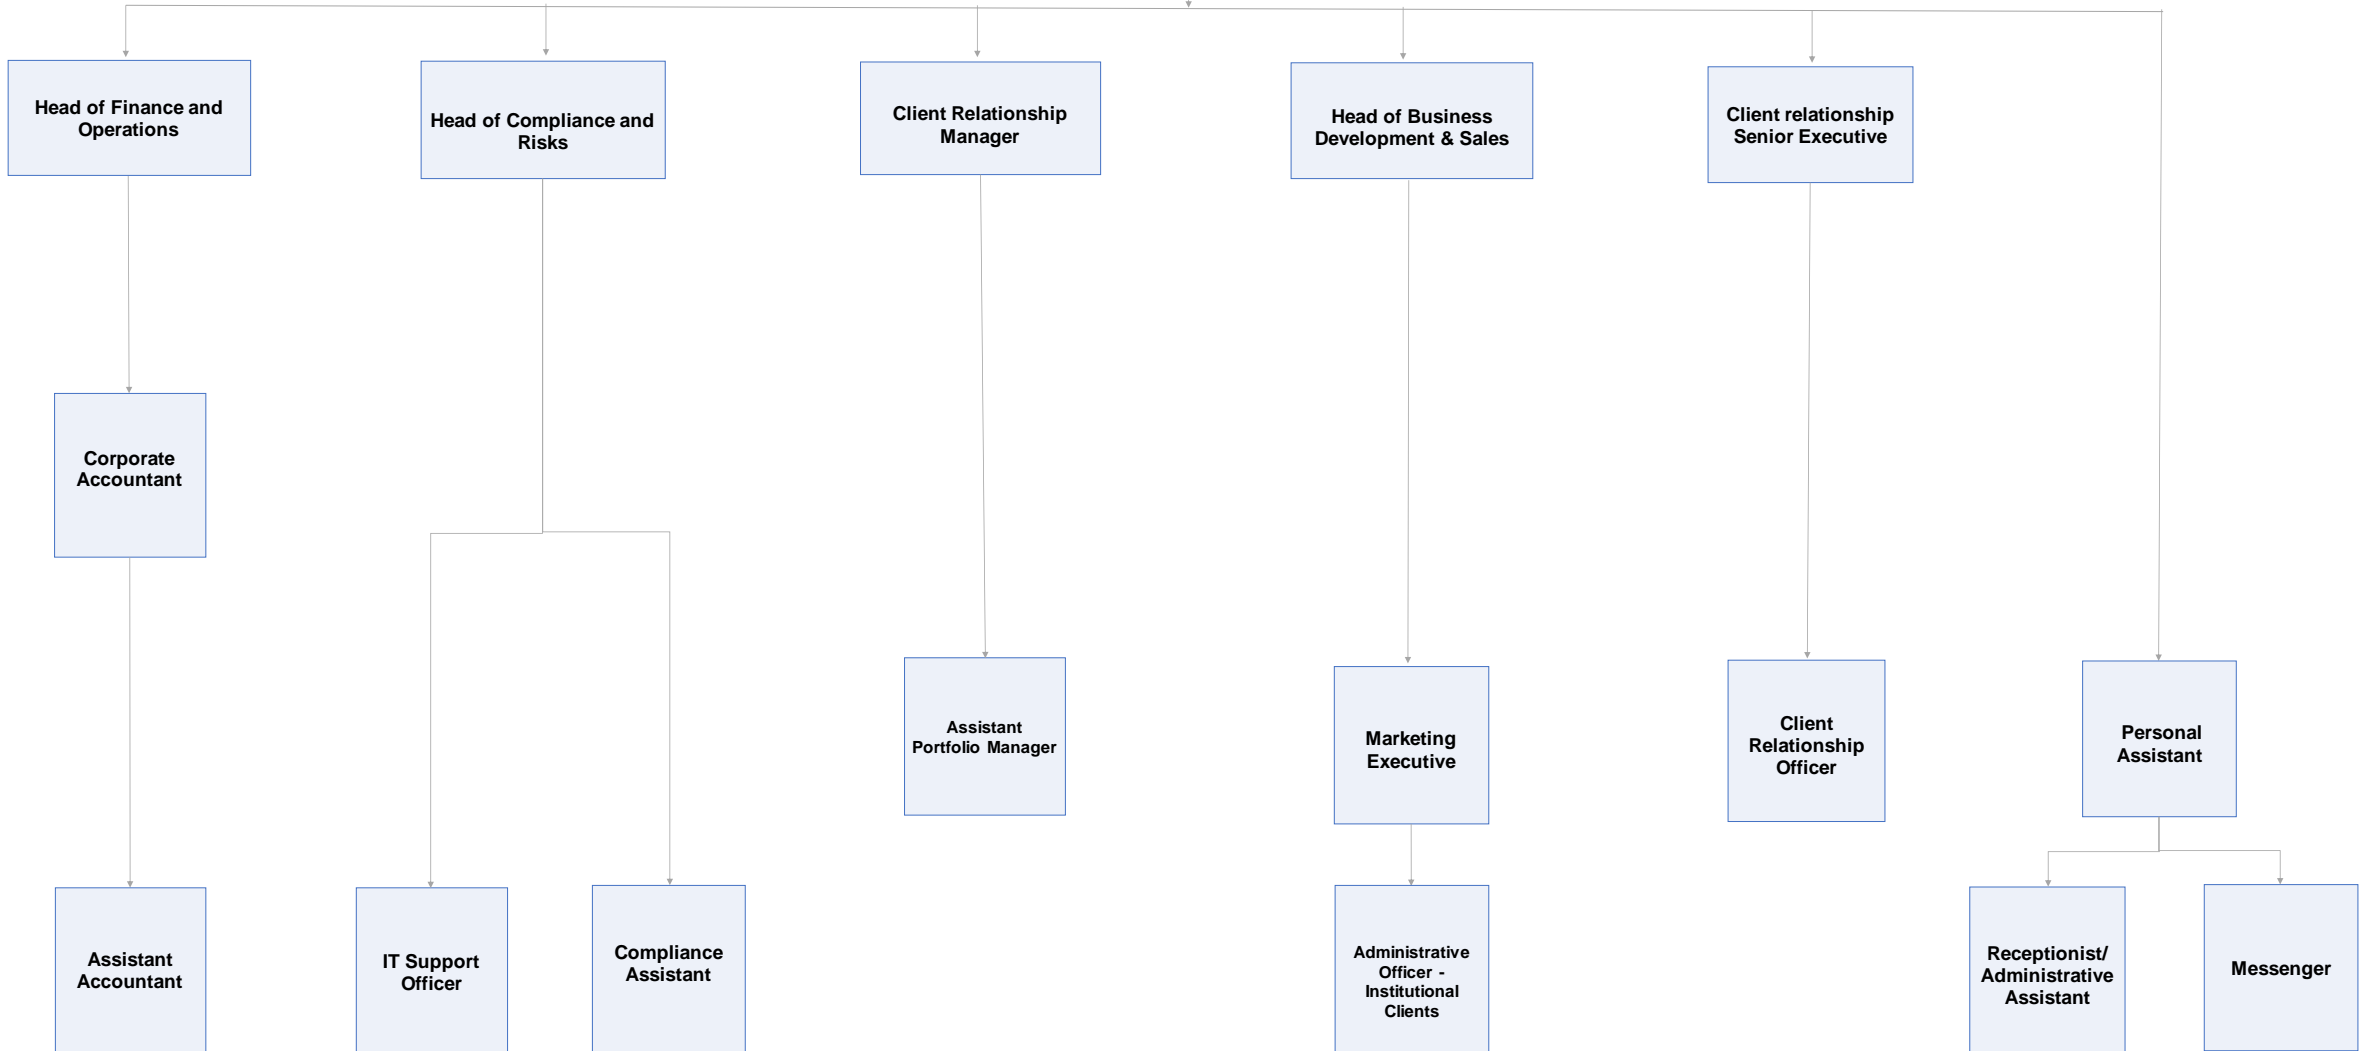 Head of Finance and
Operations
Head of Compliance and
Risks
Client Relationship
Manager
Head of Business
Development & Sales
Client relationship
Senior Executive
Corporate
Accountant
Assistant
Portfolio Manager
Marketing
Executive
Client
Relationship
Officer
Personal
Assistant
Assistant
Accountant
IT Support
Officer
Compliance
Assistant
Administrative
Officer -
Institutional
Clients
Receptionist/
Administrative
Assistant
Messenger